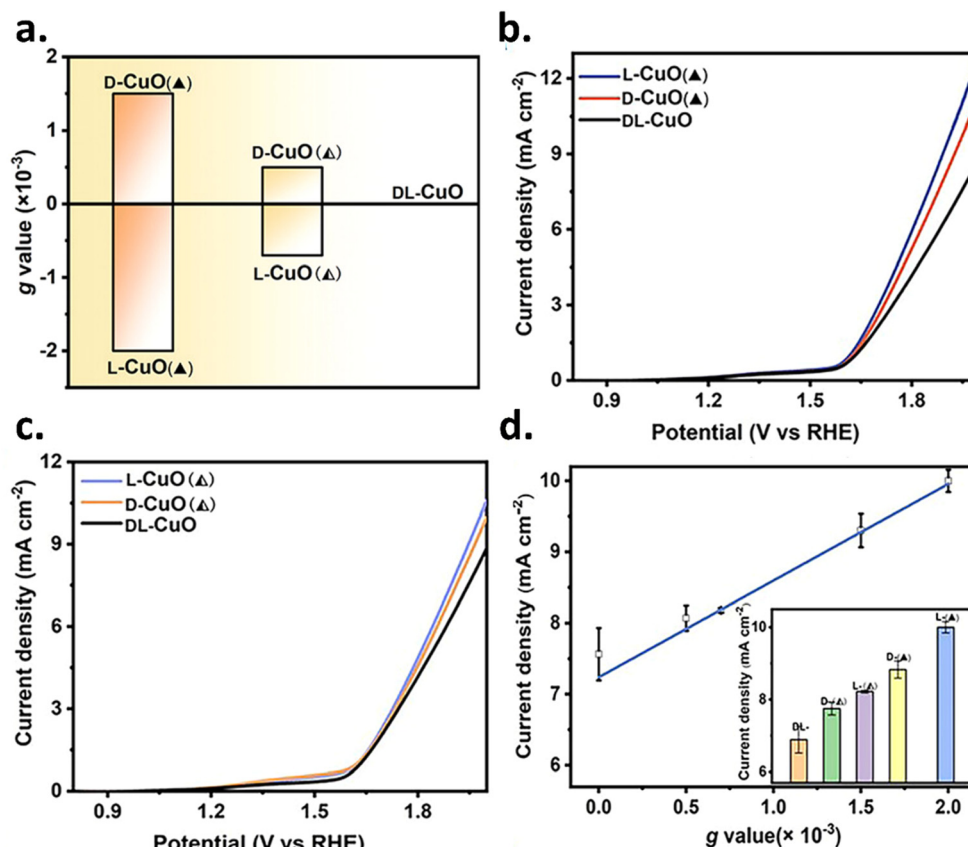 a.
2
1
0
-1
-2
g value (×10⁻³)
D-CuO(▲)
D-CuO(◭)
DL-CuO
L-CuO(◭)
L-CuO(▲)
b.
12
9
6
3
0
Current density (mA cm⁻²)
L-CuO(▲)
D-CuO(▲)
DL-CuO
0.9 1.2 1.5 1.8
Potential (V vs RHE)
c.
12
9
6
3
0
Current density (mA cm⁻²)
L-CuO(◭)
D-CuO(◭)
DL-CuO
0.9 1.2 1.5 1.8
Potential (V vs RHE)
d.
10
9
8
7
6
Current density (mA cm⁻²)
0.0 0.5 1.0 1.5 2.0
g value(× 10⁻³)
10
8
6
Current density (mA cm⁻²)
DL-
D-(◭)
L-(◭)
D-(▲)
L-(▲)